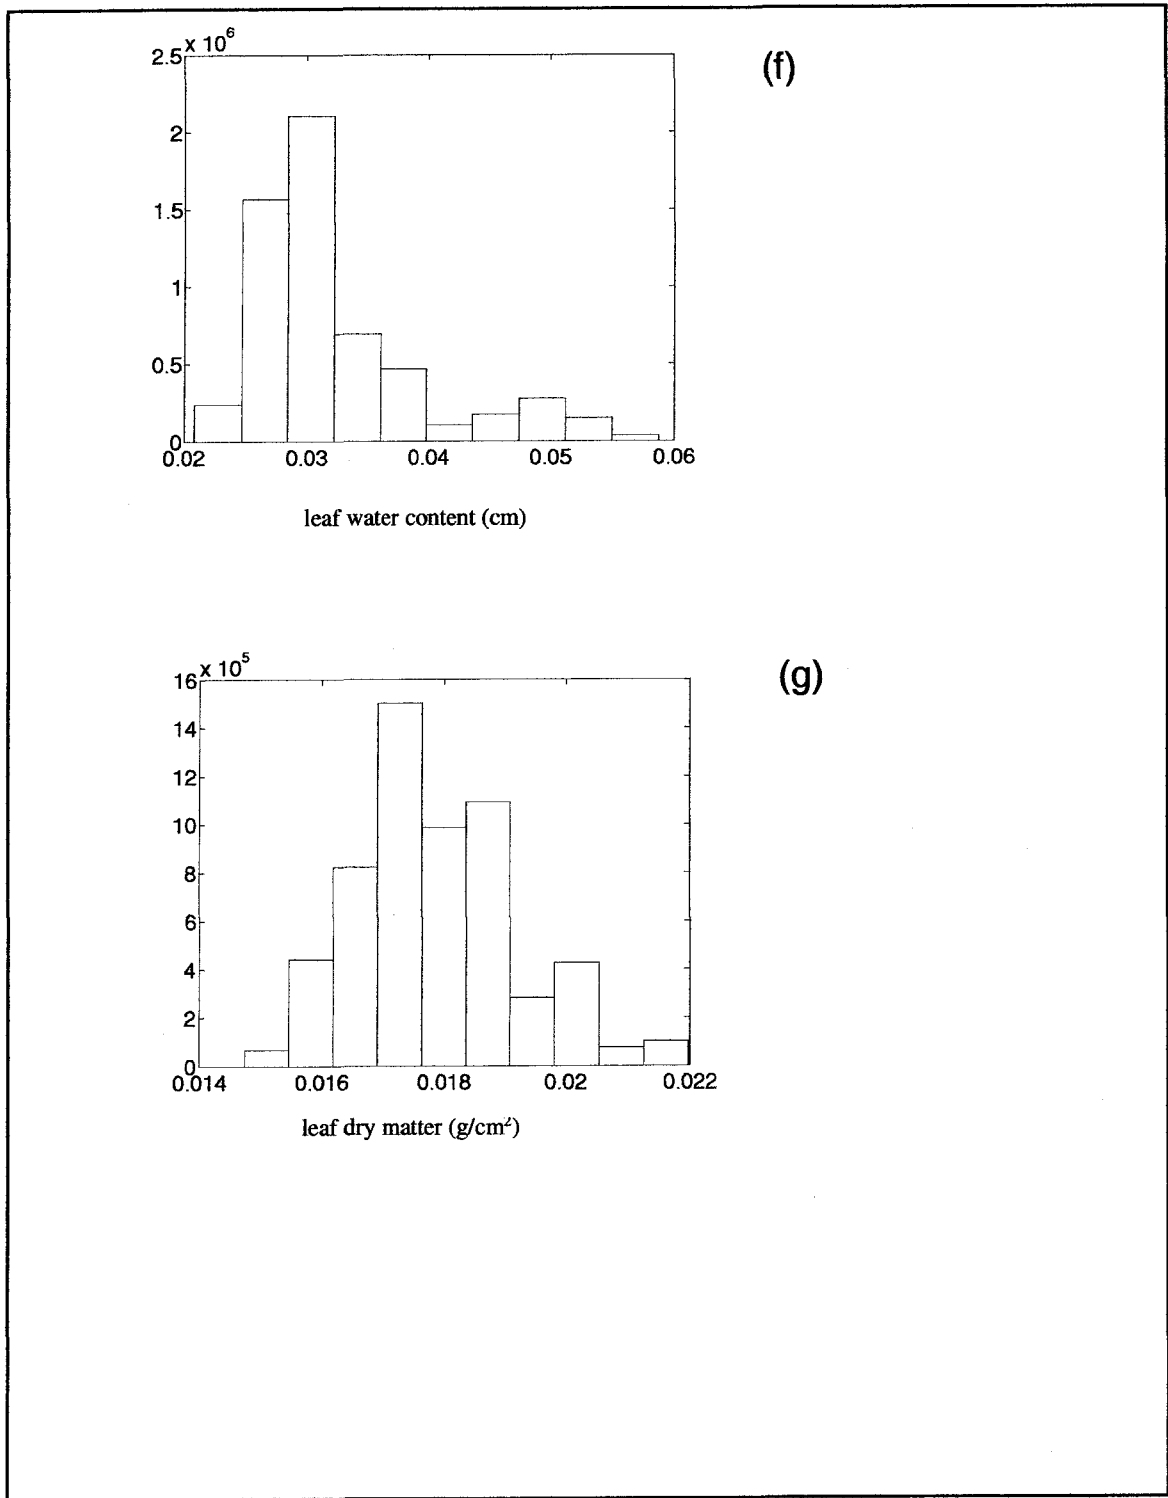 x 10^6
(f)
2.5
2
1.5
1
0.5
0
0.02 0.03 0.04 0.05 0.06
leaf water content (cm)
x 10^5
(g)
16
14
12
10
8
6
4
2
0
0.014 0.016 0.018 0.02 0.022
leaf dry matter (g/cm²)